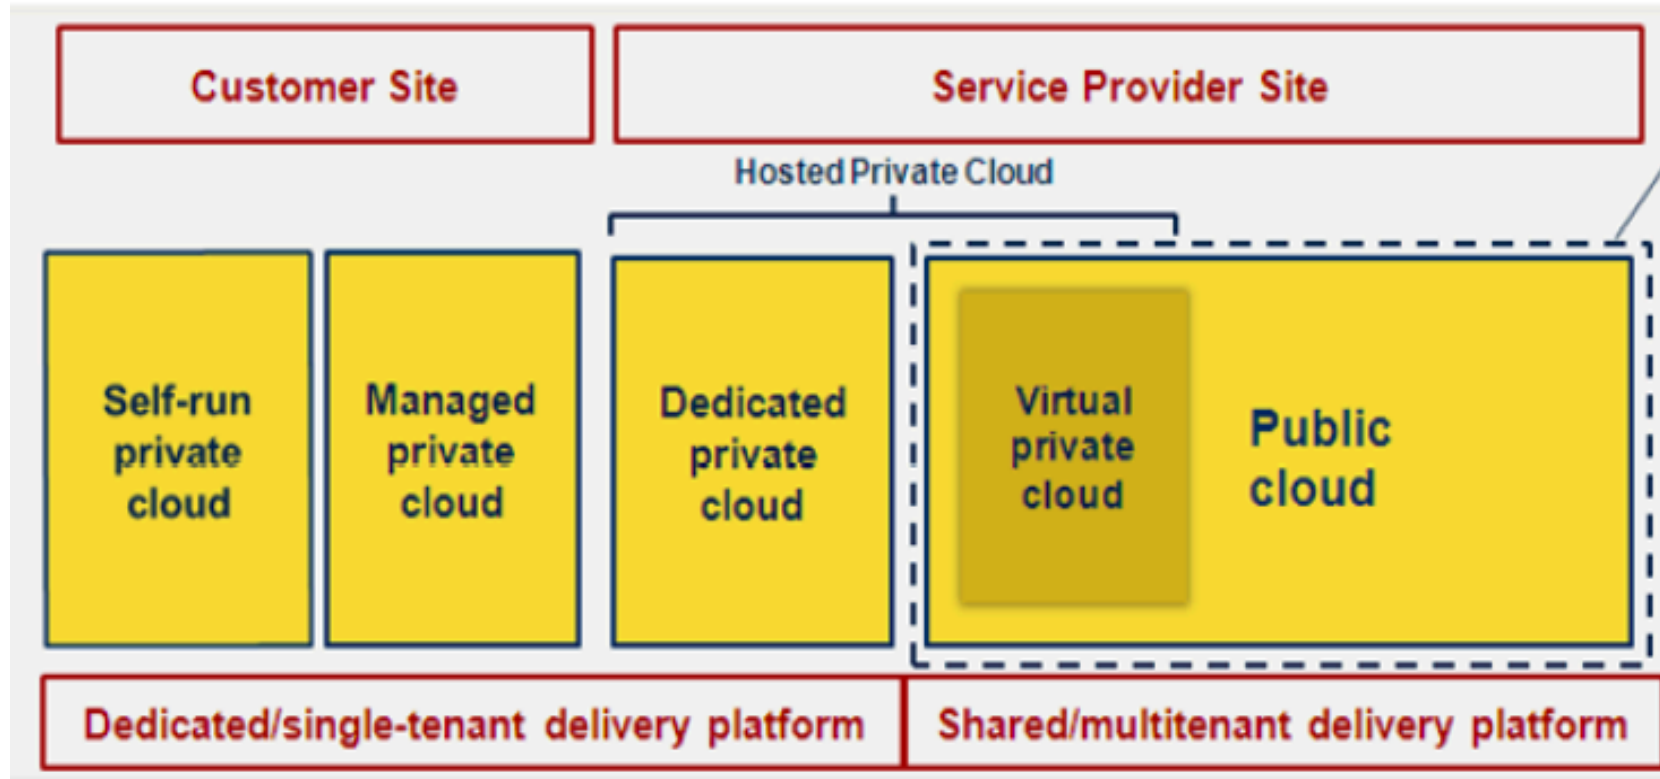 Customer Site
Service Provider Site
Hosted Private Cloud
Self-run
private
cloud
Managed
private
cloud
Dedicated
private
cloud
Virtual
private
cloud
Public
cloud
Dedicated/single-tenant delivery platform
Shared/multitenant delivery platform